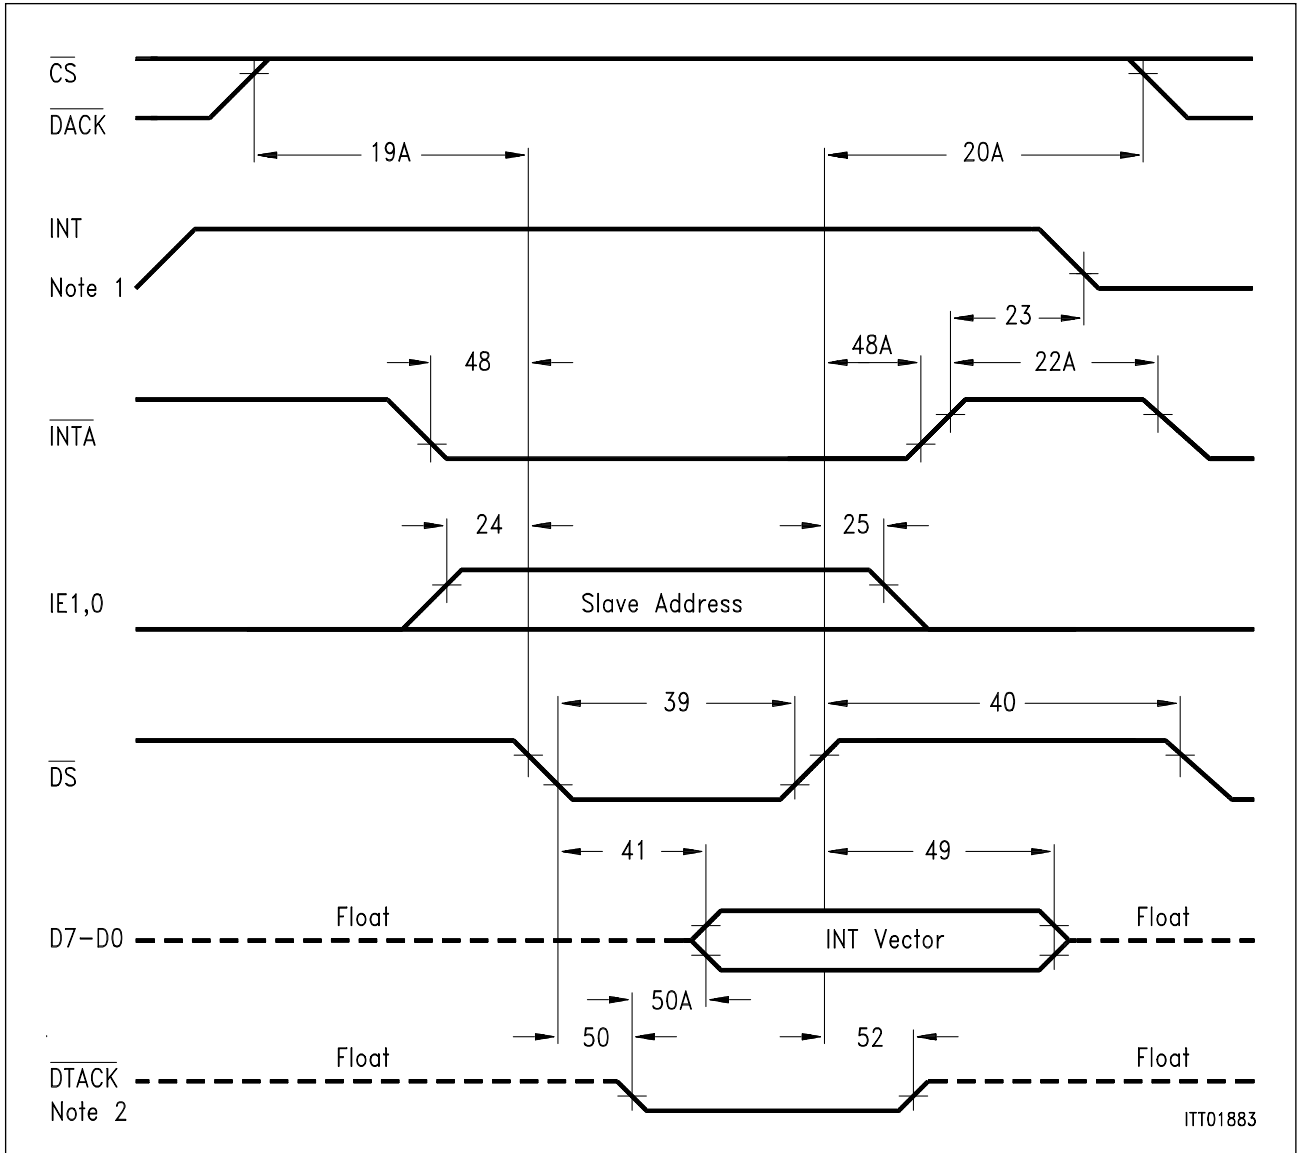 CS
DACK
19A
20A
INT
Note 1
23
48
48A
22A
INTA
24
25
IE1,0
Slave Address
39
40
DS
41
49
Float
Float
D7-D0
INT Vector
50A
50
52
Float
Float
DTACK
Note 2
ITT01883